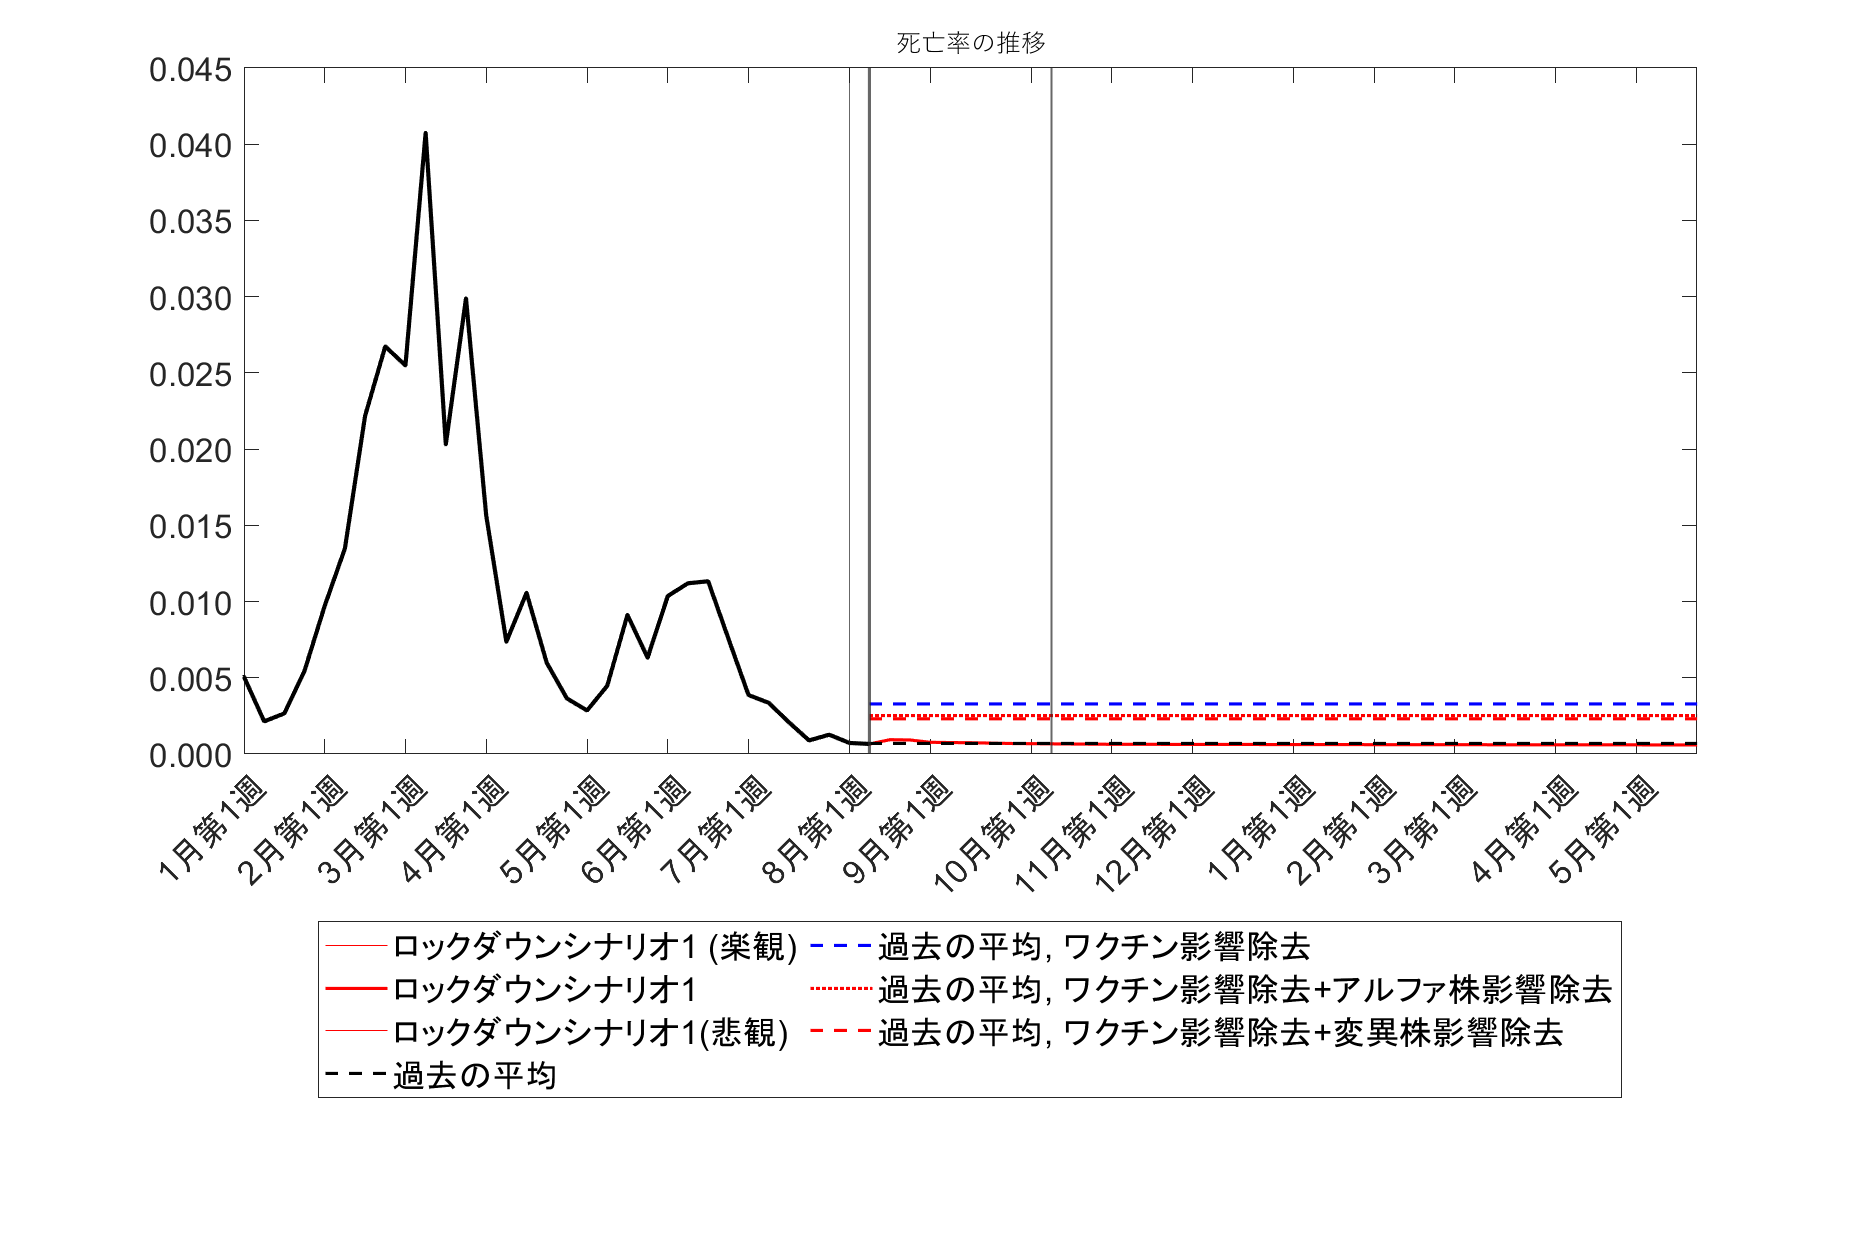 死亡率の推移
0.045
0.040
0.035
0.030
0.025
0.020
0.015
0.010
0.005
0.000
1月第1週
2月第1週
3月第1週
4月第1週
5月第1週
6月第1週
7月第1週
8月第1週
9月第1週
10月第1週
11月第1週
12月第1週
1月第1週
2月第1週
3月第1週
4月第1週
5月第1週
ロックダウンシナリオ1 (楽観)
ロックダウンシナリオ1
ロックダウンシナリオ1(悲観)
過去の平均
過去の平均, ワクチン影響除去
過去の平均, ワクチン影響除去+アルファ株影響除去
過去の平均, ワクチン影響除去+変異株影響除去